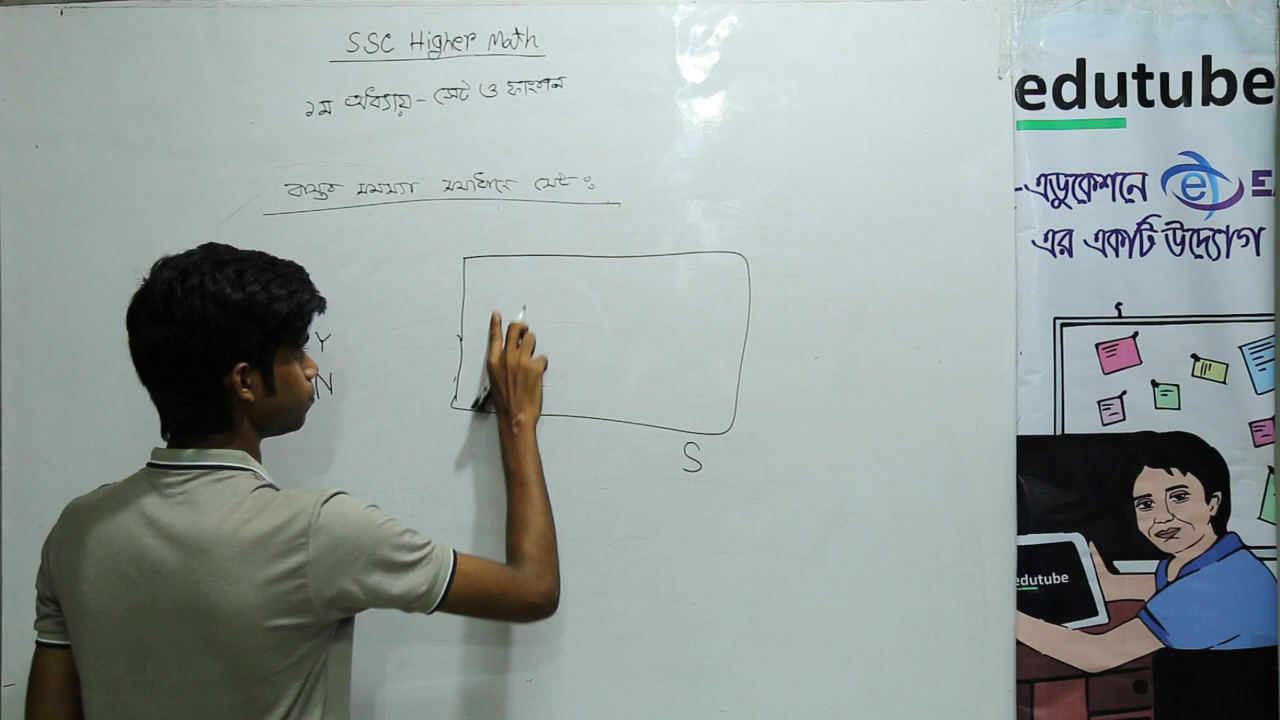 SSC Higher Math
১ম অধ্যায় - সেট ও ফাংশন
বাস্তব সমস্যা সমাধানে সেট :
Y
N
S
edutube
-এডুকেশনে
এর একটি উদ্যোগ
edutube